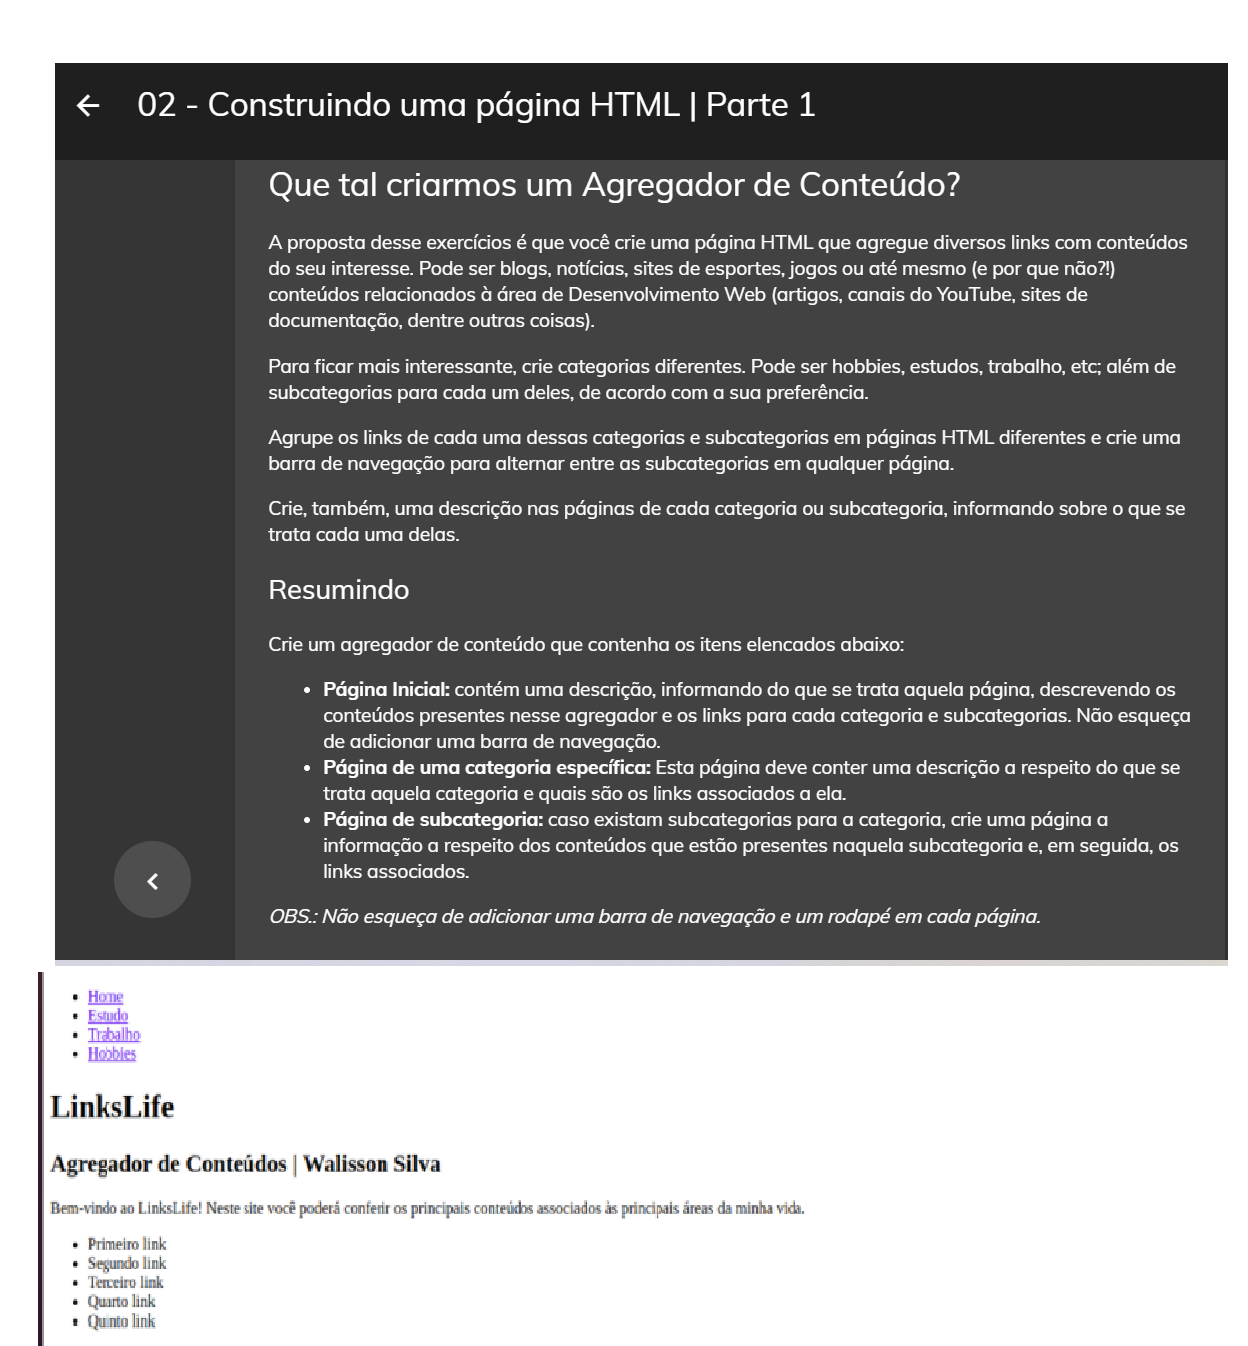 02 - Construindo uma página HTML | Parte 1
Que tal criarmos um Agregador de Conteúdo?
A proposta desse exercícios é que você crie uma página HTML que agregue diversos links com conteúdos
do seu interesse. Pode ser blogs, notícias, sites de esportes, jogos ou até mesmo (e por que não?!)
conteúdos relacionados à área de Desenvolvimento Web (artigos, canais do YouTube, sites de
documentação, dentre outras coisas).
Para ficar mais interessante, crie categorias diferentes. Pode ser hobbies, estudos, trabalho, etc; além de
subcategorias para cada um deles, de acordo com a sua preferência.
Agrupe os links de cada uma dessas categorias e subcategorias em páginas HTML diferentes e crie uma
barra de navegação para alternar entre as subcategorias em qualquer página.
Crie, também, uma descrição nas páginas de cada categoria ou subcategoria, informando sobre o que se
trata cada uma delas.
Resumindo
Crie um agregador de conteúdo que contenha os itens elencados abaixo:
• Página Inicial: contém uma descrição, informando do que se trata aquela página, descrevendo os
conteúdos presentes nesse agregador e os links para cada categoria e subcategorias. Não esqueça
de adicionar uma barra de navegação.
• Página de uma categoria específica: Esta página deve conter uma descrição a respeito do que se
trata aquela categoria e quais são os links associados a ela.
• Página de subcategoria: caso existam subcategorias para a categoria, crie uma página a
informação a respeito dos conteúdos que estão presentes naquela subcategoria e, em seguida, os
links associados.
OBS.: Não esqueça de adicionar uma barra de navegação e um rodapé em cada página.
• Home
• Estudo
• Trabalho
• Hobbies
LinksLife
Agregador de Conteúdos | Walisson Silva
Bem-vindo ao LinksLife! Neste site você poderá conferir os principais conteúdos associados às principais áreas da minha vida.
• Primeiro link
• Segundo link
• Terceiro link
• Quarto link
• Quinto link